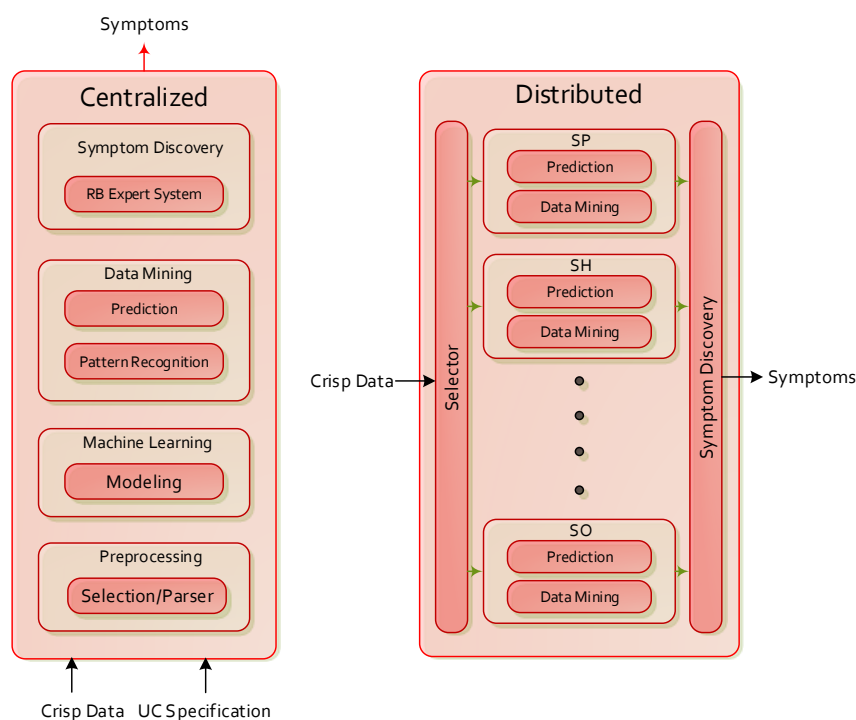 Symptoms
Centralized
Symptom Discovery
RB Expert System
Data Mining
Prediction
Pattern Recognition
Machine Learning
Modeling
Preprocessing
Selection/Parser
Crisp Data
UC Specification
Distributed
Crisp Data
Selector
SP
Prediction
Data Mining
SH
Prediction
Data Mining
SO
Prediction
Data Mining
Symptom Discovery
Symptoms